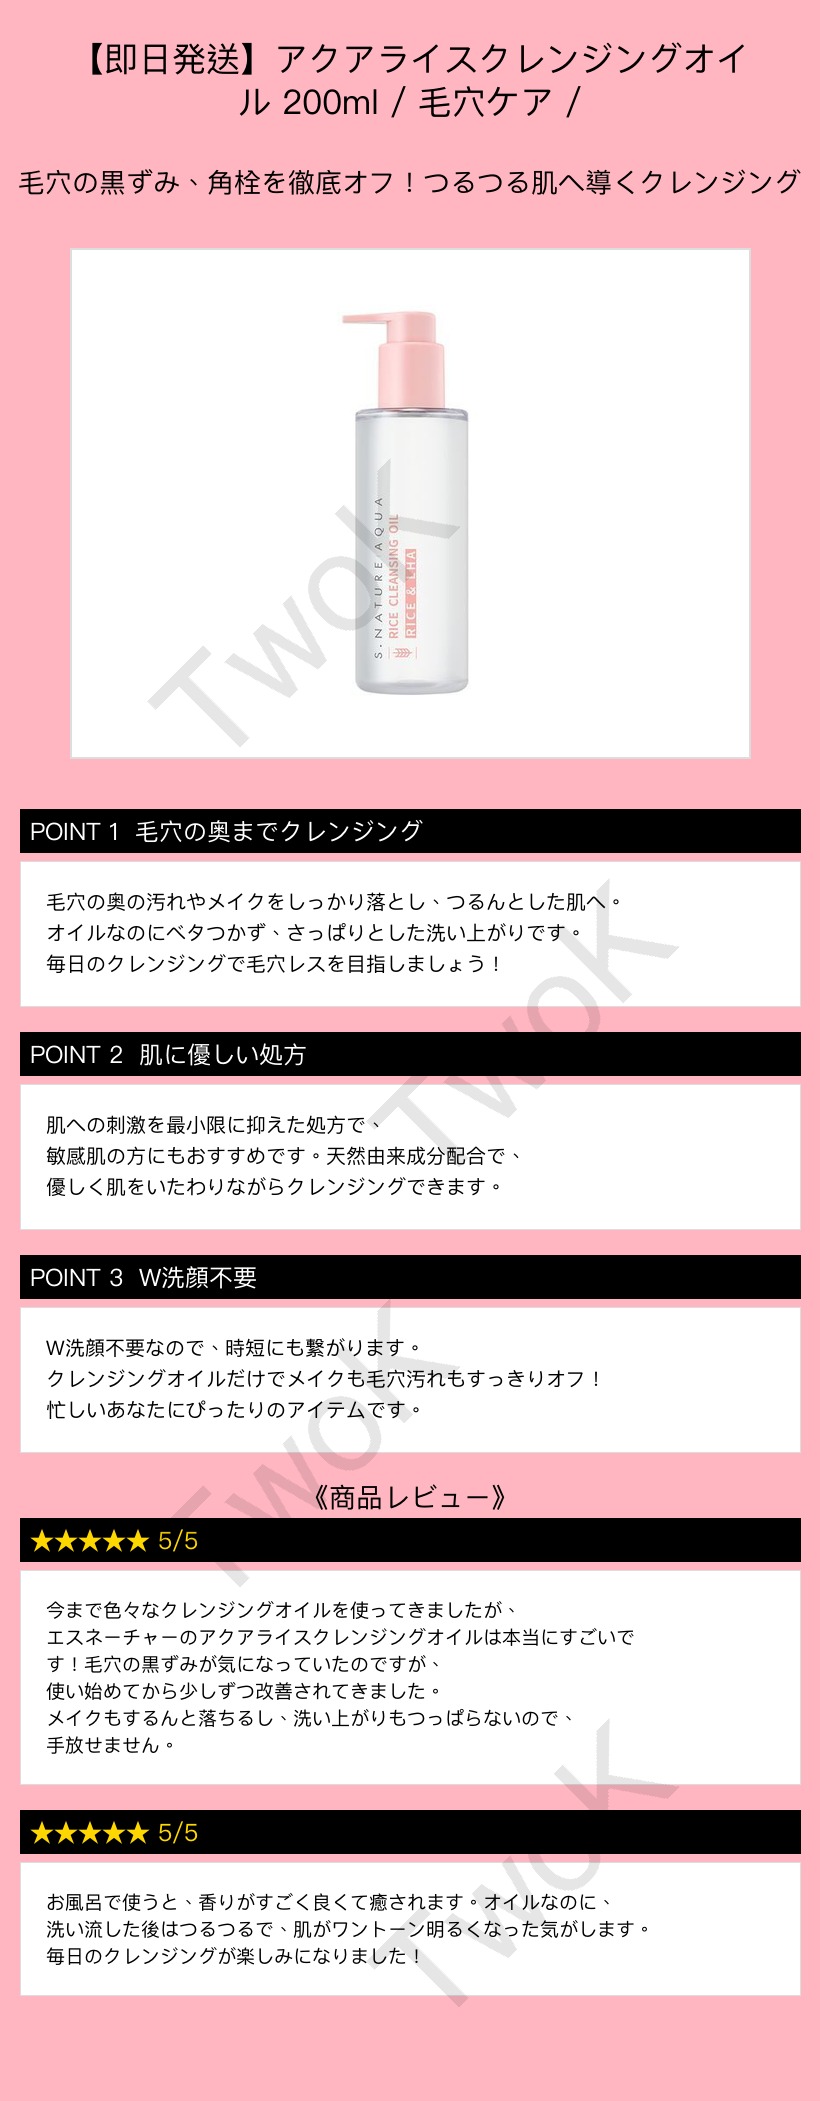 【即日発送】アクアライスクレンジングオイ
ル 200ml / 毛穴ケア /
毛穴の黒ずみ、角栓を徹底オフ！つるつる肌へ導くクレンジング
S.NATURE AQUA
RICE CLEANSING OIL
RICE & LHA
TwoK
POINT 1 毛穴の奥までクレンジング
毛穴の奥の汚れやメイクをしっかり落とし、つるんとした肌へ。
オイルなのにベタつかず、さっぱりとした洗い上がりです。
毎日のクレンジングで毛穴レスを目指しましょう！
TwoK
POINT 2 肌に優しい処方
肌への刺激を最小限に抑えた処方で、
敏感肌の方にもおすすめです。天然由来成分配合で、
優しく肌をいたわりながらクレンジングできます。
POINT 3 W洗顔不要
W洗顔不要なので、時短にも繋がります。
クレンジングオイルだけでメイクも毛穴汚れもすっきりオフ！
忙しいあなたにぴったりのアイテムです。
TwoK
《商品レビュー》
★★★★★ 5/5
今まで色々なクレンジングオイルを使ってきましたが、
エスネーチャーのアクアライスクレンジングオイルは本当にすごいで
す！毛穴の黒ずみが気になっていたのですが、
使い始めてから少しずつ改善されてきました。
メイクもするんと落ちるし、洗い上がりもつっぱらないので、
手放せません。
★★★★★ 5/5
お風呂で使うと、香りがすごく良くて癒されます。オイルなのに、
洗い流した後はつるつるで、肌がワントーン明るくなった気がします。
毎日のクレンジングが楽しみになりました！
TwoK